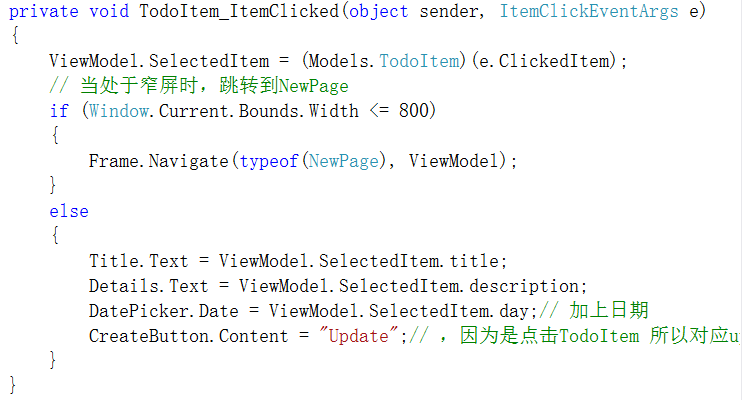 private void TodoItem_ItemClicked(object sender, ItemClickEventArgs e)
{
ViewModel.SelectedItem = (Models.TodoItem)(e.ClickedItem);
// 当处于窄屏时，跳转到NewPage
if (Window.Current.Bounds.Width <= 800)
{
Frame.Navigate(typeof(NewPage), ViewModel);
}
else
{
Title.Text = ViewModel.SelectedItem.title;
Details.Text = ViewModel.SelectedItem.description;
DatePicker.Date = ViewModel.SelectedItem.day;// 加上日期
CreateButton.Content = "Update";// ，因为是点击TodoItem 所以对应u
}
}